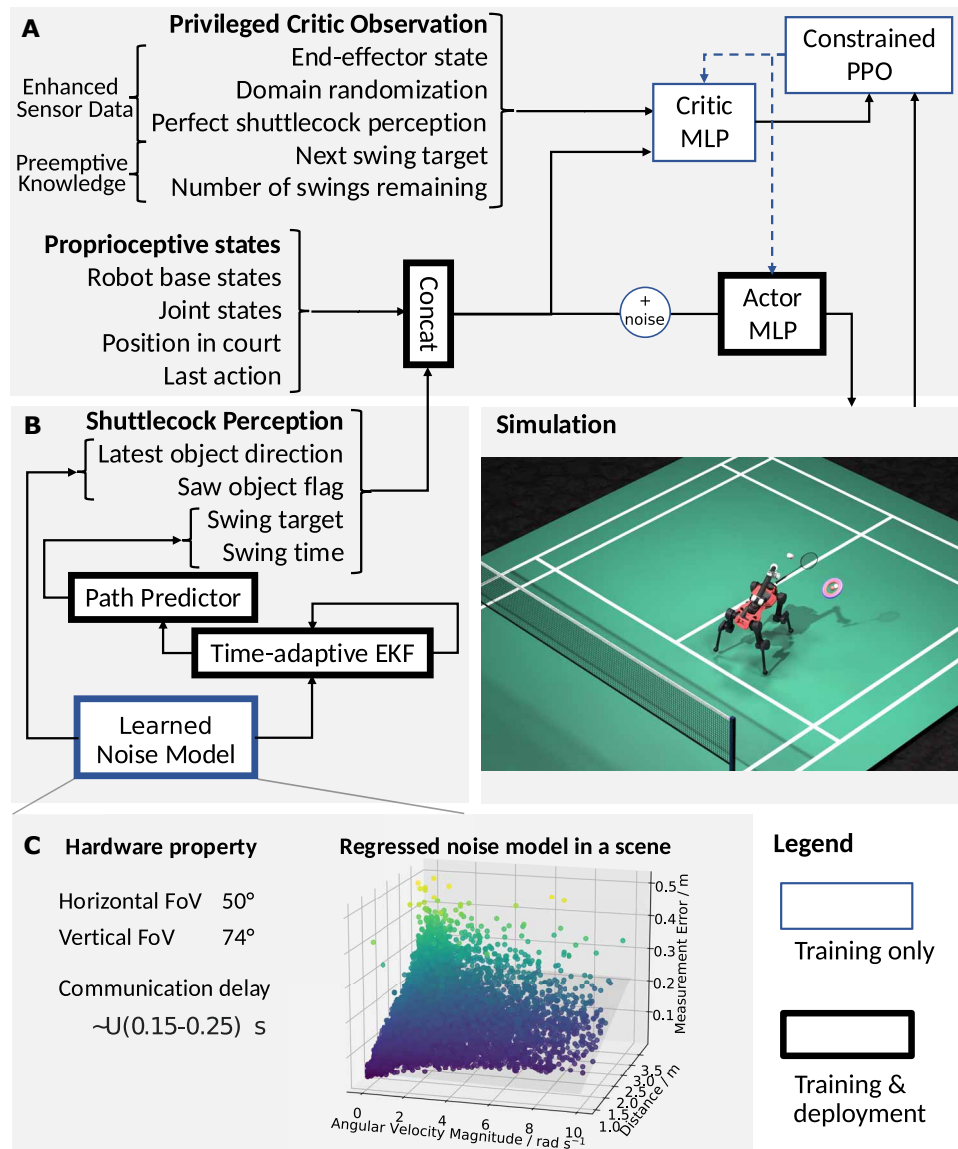 A
Privileged Critic Observation
End-effector state
Domain randomization
Perfect shuttlecock perception
Next swing target
Number of swings remaining
Enhanced
Sensor Data
Preemptive
Knowledge
Constrained
PPO
Critic
MLP
Proprioceptive states
Robot base states
Joint states
Position in court
Last action
Concat
+
noise
Actor
MLP
B
Shuttlecock Perception
Latest object direction
Saw object flag
Swing target
Swing time
Path Predictor
Time-adaptive EKF
Learned
Noise Model
Simulation
C
Hardware property
Horizontal FoV 50°
Vertical FoV 74°
Communication delay
~U(0.15-0.25) s
Regressed noise model in a scene
0.5
0.4
0.3
0.2
0.1
Measurement Error / m
3.5
3.0
2.5
2.0
1.5
1.0
Distance / m
0
2
4
6
8
10
Angular Velocity Magnitude / rad s⁻¹
Legend
Training only
Training &
deployment